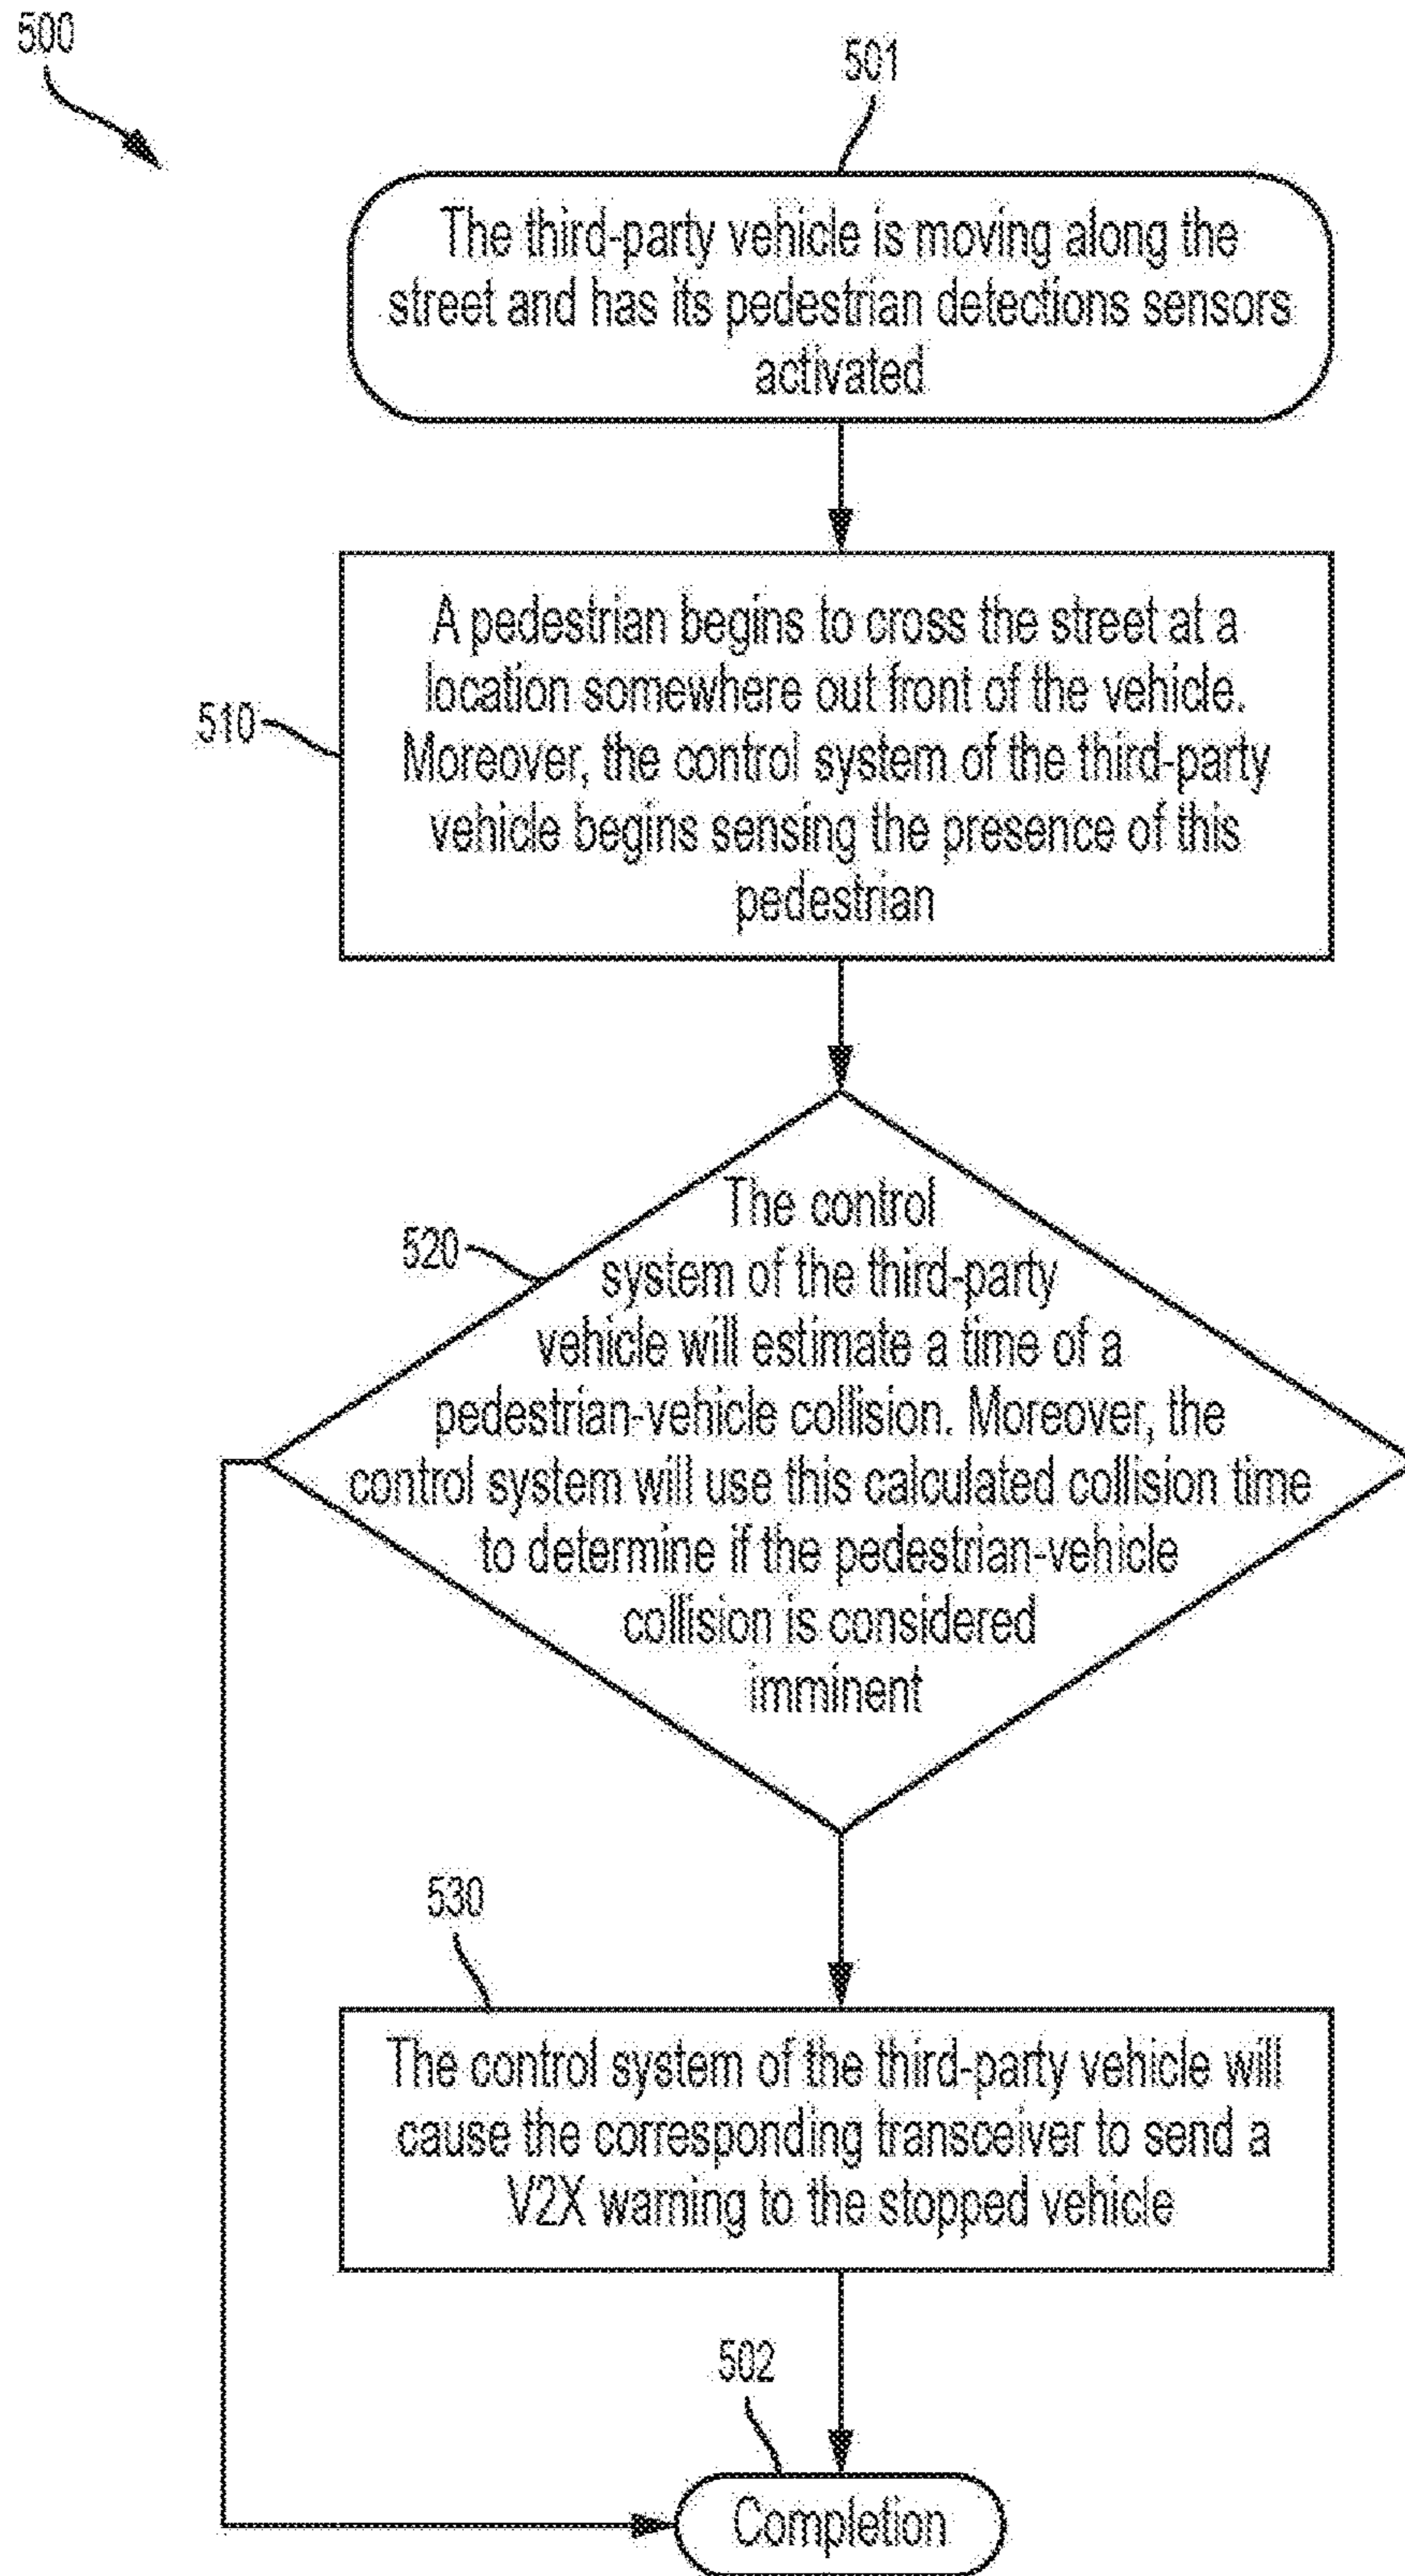 500
501
The third-party vehicle is moving along the
street and has its pedestrian detections sensors
activated
510
A pedestrian begins to cross the street at a
location somewhere out front of the vehicle.
Moreover, the control system of the third-party
vehicle begins sensing the presence of this
pedestrian
520
The control
system of the third-party
vehicle will estimate a time of a
pedestrian-vehicle collision. Moreover, the
control system will use this calculated collision time
to determine if the pedestrian-vehicle
collision is considered
imminent
530
The control system of the third-party vehicle will
cause the corresponding transceiver to send a
V2X warning to the stopped vehicle
502
Completion